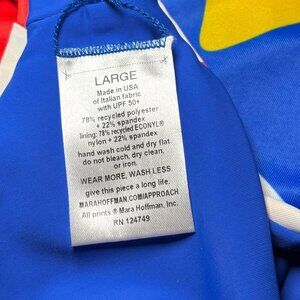 LARGE
Made in USA
of Italian fabric
with UPF 50+
78% recycled polyester
+ 22% spandex
lining: 78% recycled ECONYL®
nylon + 22% spandex
hand wash cold and dry flat.
do not bleach, dry clean,
or iron.
WEAR MORE, WASH LESS
give this piece a long life.
MARAHOFFMAN.COM/APPROACH
All prints ® Mara Hoffman, Inc.
RN 124749